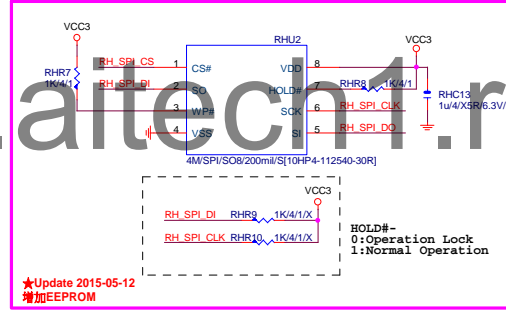 VCC3
RHU2
VCC3
RHR7
1K/4/1
RH_SPI_CS 1 CS# VDD 8
RH_SPI_DI 2 SO HOLD# 7 RHR8 1K/4/1
3 WP# SCK 6 RH_SPI_CLK
4 VSS SI 5 RH_SPI_DO
RHC13
1u/4/X5R/6.3V/
4M/SPI/SO8/200mil/S[10HP4-112540-30R]
aitech1.r
VCC3
RH_SPI_DI RHR9 1K/4/1/X
RH_SPI_CLK RHR10 1K/4/1/X
HOLD#-
0:Operation Lock
1:Normal Operation
★Update 2015-05-12
增加EEPROM